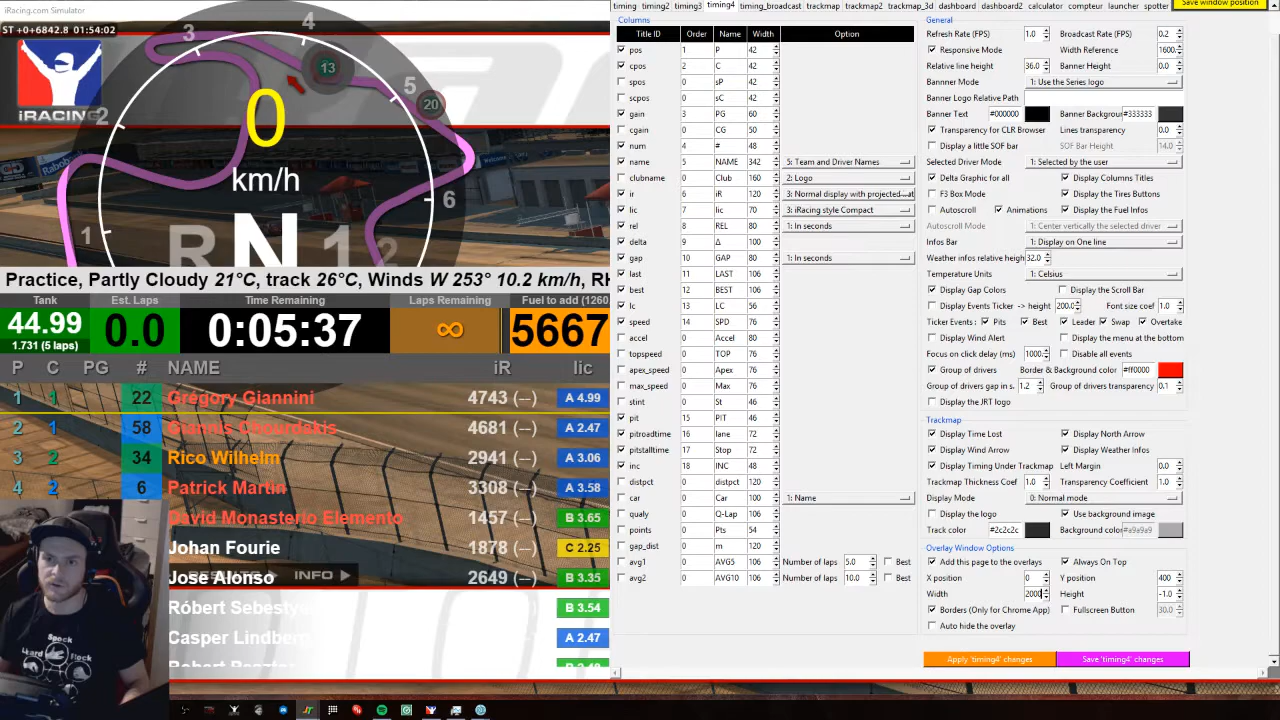 iRacing.com Simulator
ST +0+6842.8 01:54:02
iRACING
1 2 3 4 5 6
13
20
0
km/h
R N 1 2
Practice, Partly Cloudy 21°C, track 26°C, Winds W 253° 10.2 km/h, RH
Tank Est. Laps Time Remaining Laps Remaining Fuel to add (1260
44.99 0.0 0:05:37 ∞ 5667
1.731 (5 laps)
P C PG # NAME iR lic
1 1 22 Grégory Giannini 4743 (--) A 4.99
1 58 Giannis Chourdakis 4681 (--) A 2.47
3 2 34 Rico Wilhelm 2941 (--) A 3.06
4 2 6 Patrick Martin 3308 (--) A 3.58
David Monasterio Elemento 1457 (--) B 3.65
Johan Fourie 1878 (--) C 2.25
Jose Alonso INFO 2649 (--) B 3.35
Róbert Sebestye B 3.54
Casper Lindber A 2.47
timing timing2 timing3 timing4 timing_broadcast trackmap trackmap2 trackmap_3d dashboard dashboard2 calculator compteur launcher spotter
Save window position
Columns
Title ID Order Name Width Option
pos 1 P 42
cpos 2 C 42
spos 0 sP 42
scpos 0 sC 42
gain 3 PG 60
cgain 0 CG 50
num 4 # 48
name 5 NAME 342 5: Team and Driver Names
clubname 0 Club 160 2: Logo
ir 6 iR 120 3: Normal display with projected
lic 7 lic 70 3: iRacing style Compact
rel 8 REL 80 1: In seconds
delta 9 Δ 100
gap 10 GAP 80 1: In seconds
last 11 LAST 106
best 12 BEST 106
lc 13 LC 56
speed 14 SPD 76
accel 0 Accel 80
topspeed 0 TOP 76
apex_speed 0 Apex 76
max_speed 0 Max 76
stint 0 St 46
pit 15 PIT 46
pitroadtime 16 lane 72
pitstalltime 17 Stop 72
inc 18 INC 48
distpct 0 distpct 120
car 0 Car 100 1: Name
qualy 0 Q-Lap 106
points 0 Pts 54
gap_dist 0 m 120
avg1 0 AVG5 106 Number of laps 5.0 Best
avg2 0 AVG10 106 Number of laps 10.0 Best
General
Refresh Rate (FPS) 1.0 Broadcast Rate (FPS) 0.2
Responsive Mode Width Reference 1600.
Relative line height 36.0 Banner Height 0.0
Bannner Mode 1: Use the Series logo
Banner Logo Relative Path
Banner Text #000000 Banner Backgroun #333333
Transparency for CLR Browser Lines transparency 0.0
Display a little SOF bar SOF Bar Height 14.0
Selected Driver Mode 1: Selected by the user
Delta Graphic for all Display Columns Titles
F3 Box Mode Display the Tires Buttons
Autoscroll Animations Display the Fuel Infos
Autoscroll Mode 1: Center vertically the selected driver
Infos Bar 1: Display on One line
Weather infos relative heigh 32.0
Temperature Units 1: Celsius
Display Gap Colors Display the Scroll Bar
Display Events Ticker -> height 200.0 Font size coef 1.0
Ticker Events : Pits Best Leader Swap Overtake
Display Wind Alert Display the menu at the bottom
Focus on click delay (ms) 1000 Disable all events
Group of drivers Border & Background color #ff0000
Group of drivers gap in s. 1.2 Group of drivers transparency 0.1
Display the JRT logo
Trackmap
Display Time Lost Display North Arrow
Display Wind Arrow Display Weather Infos
Display Timing Under Trackmap Left Margin 0.0
Trackmap Thickness Coef 1.0 Transparency Coefficient 1.0
Display Mode 0: Normal mode
Display the logo Use background image
Track color #2c2c2c Background color #a9a9a9
Overlay Window Options
Add this page to the overlays Always On Top
X position 0 Y position 400
Width 2000 Height -1.0
Borders (Only for Chrome App) Fullscreen Button 30.0
Auto hide the overlay
Apply 'timing4' changes Save 'timing4' changes